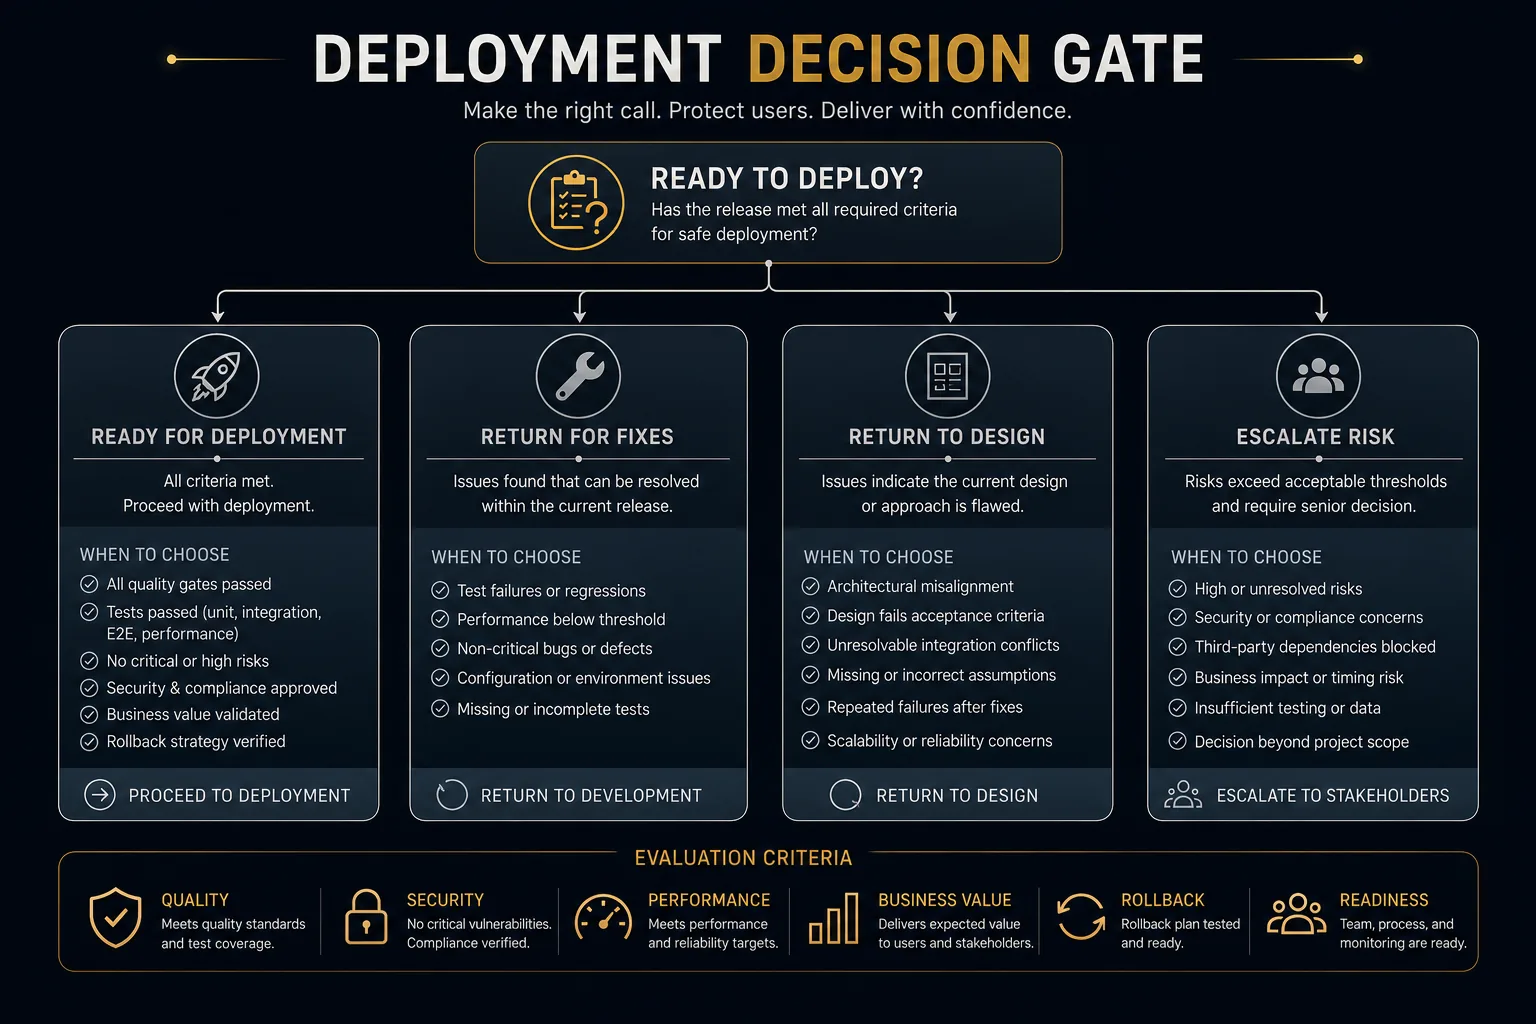 DEPLOYMENT DECISION GATE
Make the right call. Protect users. Deliver with confidence.
READY TO DEPLOY?
Has the release met all required criteria
for safe deployment?
READY FOR DEPLOYMENT
All criteria met.
Proceed with deployment.
WHEN TO CHOOSE
All quality gates passed
Tests passed (unit, integration,
E2E, performance)
No critical or high risks
Security & compliance approved
Business value validated
Rollback strategy verified
PROCEED TO DEPLOYMENT
RETURN FOR FIXES
Issues found that can be resolved
within the current release.
WHEN TO CHOOSE
Test failures or regressions
Performance below threshold
Non-critical bugs or defects
Configuration or environment issues
Missing or incomplete tests
RETURN TO DEVELOPMENT
RETURN TO DESIGN
Issues indicate the current design
or approach is flawed.
WHEN TO CHOOSE
Architectural misalignment
Design fails acceptance criteria
Unresolvable integration conflicts
Missing or incorrect assumptions
Repeated failures after fixes
Scalability or reliability concerns
RETURN TO DESIGN
ESCALATE RISK
Risks exceed acceptable thresholds
and require senior decision.
WHEN TO CHOOSE
High or unresolved risks
Security or compliance concerns
Third-party dependencies blocked
Business impact or timing risk
Insufficient testing or data
Decision beyond project scope
ESCALATE TO STAKEHOLDERS
EVALUATION CRITERIA
QUALITY
Meets quality standards
and test coverage.
SECURITY
No critical vulnerabilities.
Compliance verified.
PERFORMANCE
Meets performance
and reliability targets.
BUSINESS VALUE
Delivers expected value
to users and stakeholders.
ROLLBACK
Rollback plan tested
and ready.
READINESS
Team, process, and
monitoring are ready.